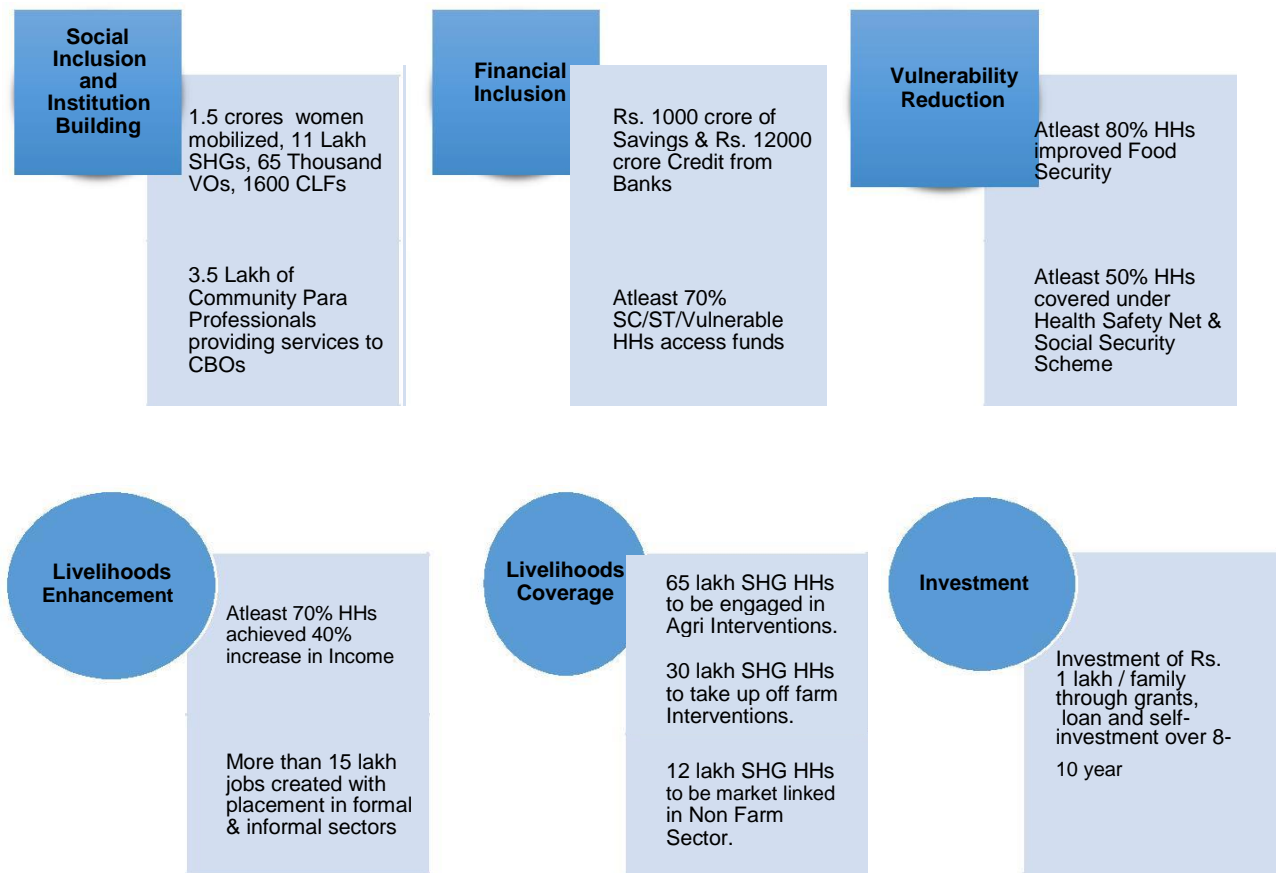 Social
Inclusion
and
Institution
Building
1.5 crores women
mobilized, 11 Lakh
SHGs, 65 Thousand
VOs, 1600 CLFs
3.5 Lakh of
Community Para
Professionals
providing services to
CBOs
Financial
Inclusion
Rs. 1000 crore of
Savings & Rs. 12000
crore Credit from
Banks
Atleast 70%
SC/ST/Vulnerable
HHs access funds
Vulnerability
Reduction
Atleast 80% HHs
improved Food
Security
Atleast 50% HHs
covered under
Health Safety Net &
Social Security
Scheme
Livelihoods
Enhancement
Atleast 70% HHs
achieved 40%
increase in Income
More than 15 lakh
jobs created with
placement in formal
& informal sectors
Livelihoods
Coverage
65 lakh SHG HHs
to be engaged in
Agri Interventions.
30 lakh SHG HHs
to take up off farm
Interventions.
12 lakh SHG HHs
to be market linked
in Non Farm
Sector.
Investment
Investment of Rs.
1 lakh / family
through grants,
loan and self-
investment over 8-
10 year